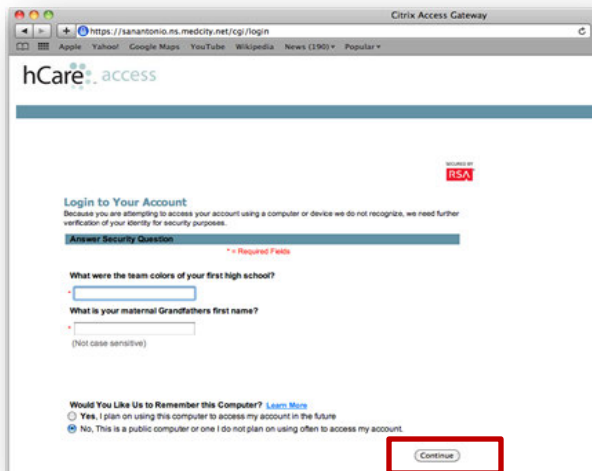 Citrix Access Gateway
https://sanantonio.ns.medcity.net/cgi/login
Apple Yahoo! Google Maps YouTube Wikipedia News (190) Popular
hCare access
SECURED BY
RSA
Login to Your Account
Because you are attempting to access your account using a computer or device we do not recognize, we need further
verification of your identity for security purposes.
Answer Security Question
* = Required Fields
What were the team colors of your first high school?
*
What is your maternal Grandfathers first name?
*
(Not case sensitive)
Would You Like Us to Remember this Computer? Learn More
Yes, I plan on using this computer to access my account in the future
No, This is a public computer or one I do not plan on using often to access my account.
Continue